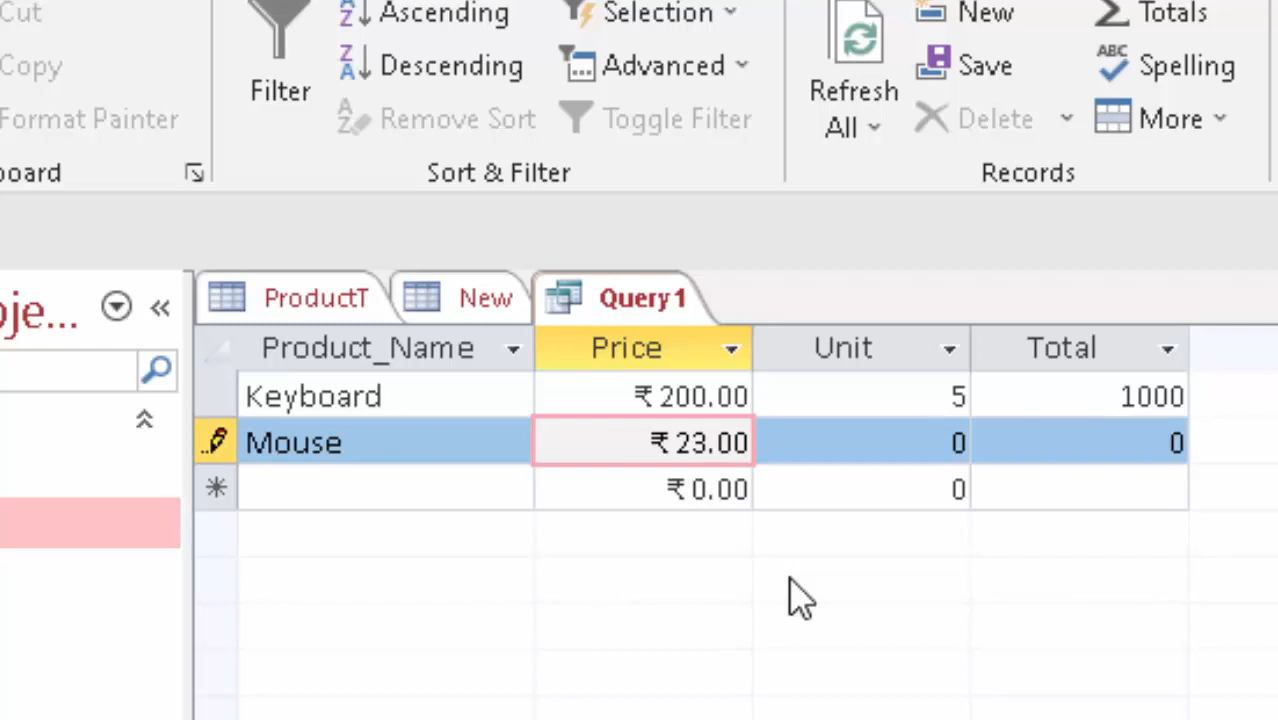 Cut
Copy
Format Painter
Filter
Ascending
Descending
Remove Sort
Selection
Advanced
Toggle Filter
Sort & Filter
Refresh
All
New
Save
Delete
Totals
Spelling
More
Records
ProductT
New
Query1
Product_Name Price Unit Total
Keyboard ₹ 200.00 5 1000
Mouse ₹ 23.00 0 0
₹ 0.00 0